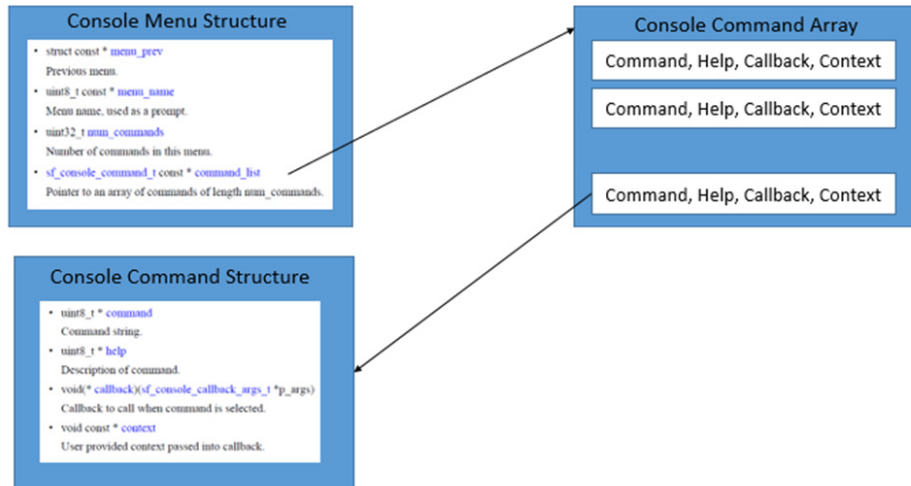 Console Menu Structure
• struct const * menu_prev
Previous menu.
• uint8_t const * menu_name
Menu name, used as a prompt.
• uint32_t num_commands
Number of commands in this menu.
• sf_console_command_t const * command_list
Pointer to an array of commands of length num_commands.
Console Command Array
Command, Help, Callback, Context
Command, Help, Callback, Context
Command, Help, Callback, Context
Console Command Structure
• uint8_t * command
Command string.
• uint8_t * help
Description of command.
• void(* callback)(sf_console_callback_args_t *p_args)
Callback to call when command is selected.
• void const * context
User provided context passed into callback.